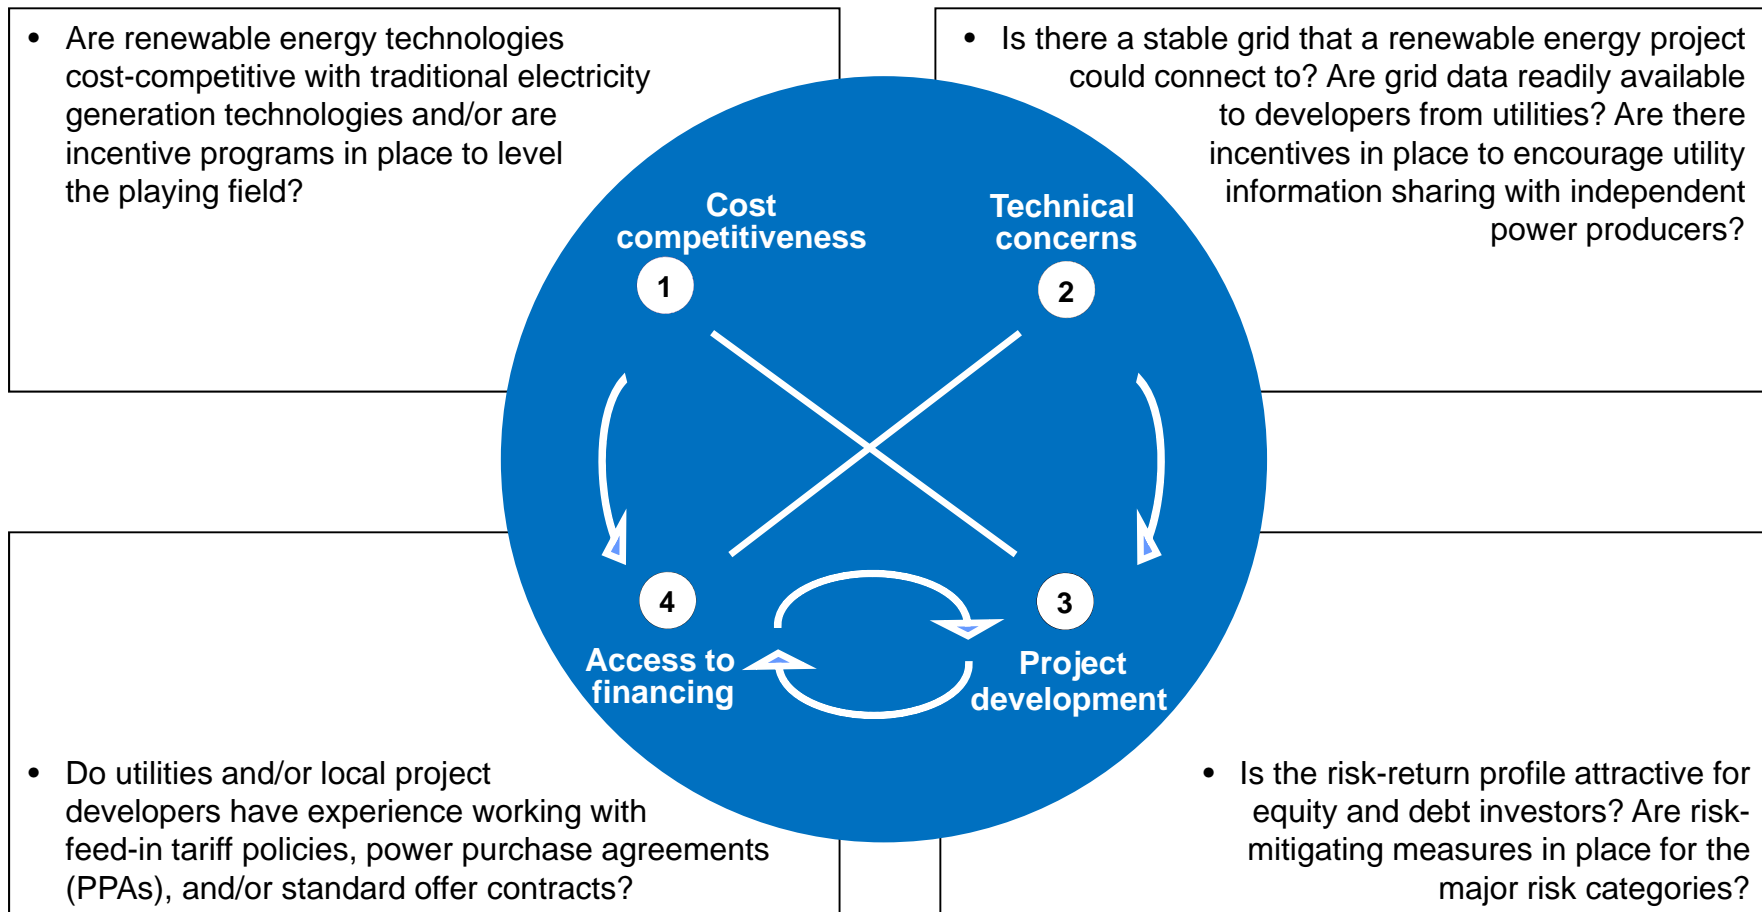 • Are renewable energy technologies
cost-competitive with traditional electricity
generation technologies and/or are
incentive programs in place to level
the playing field?
• Is there a stable grid that a renewable energy project
could connect to? Are grid data readily available
to developers from utilities? Are there
incentives in place to encourage utility
information sharing with independent
power producers?
Cost
competitiveness
1
Technical
concerns
2
4
Access to
financing
3
Project
development
• Do utilities and/or local project
developers have experience working with
feed-in tariff policies, power purchase agreements
(PPAs), and/or standard offer contracts?
• Is the risk-return profile attractive for
equity and debt investors? Are risk-
mitigating measures in place for the
major risk categories?